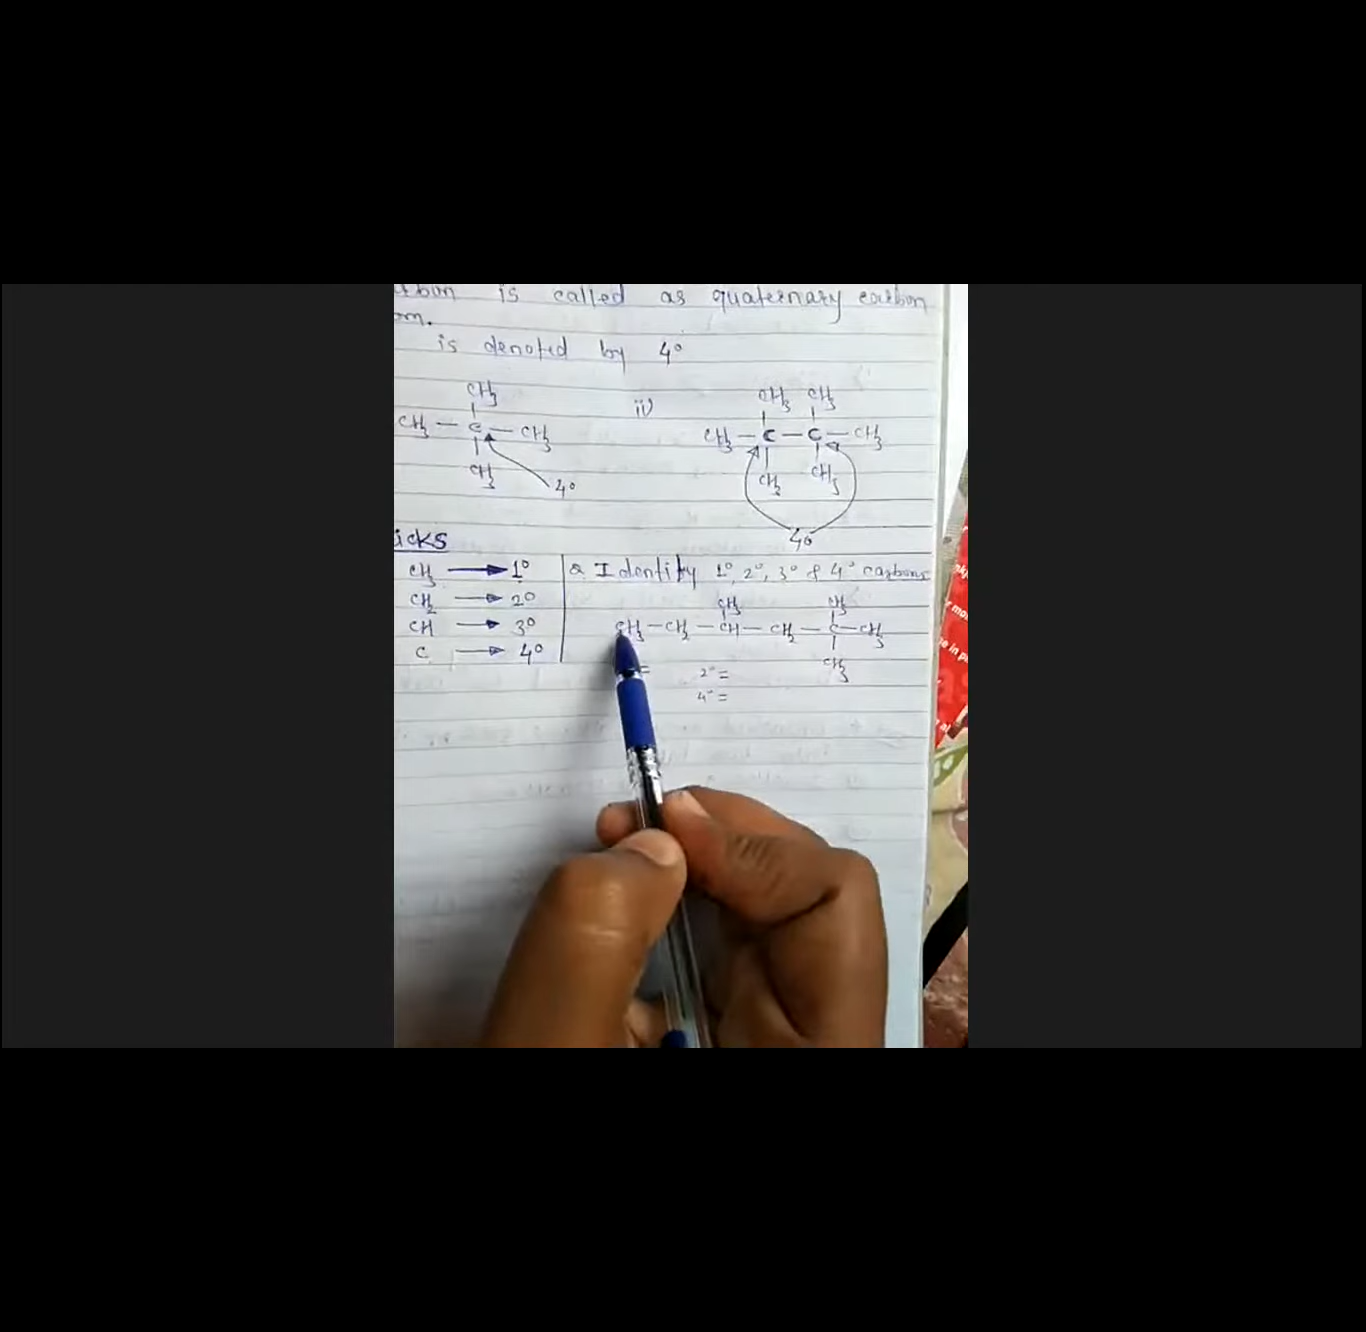 is called as quaternary carbon
is denoted by 4°
CH3
CH3 — C — CH3
CH3
4°
ii)
CH3 CH3
CH3 — C — C — CH3
CH3 CH3
4°
icks
CH3 → 1°
CH2 → 2°
CH → 3°
C → 4°
Q Identify 1°, 2°, 3° & 4° carbons
CH3 CH3
CH3 — CH2 — CH — CH2 — C — CH3
CH3
= 2° =
4° =